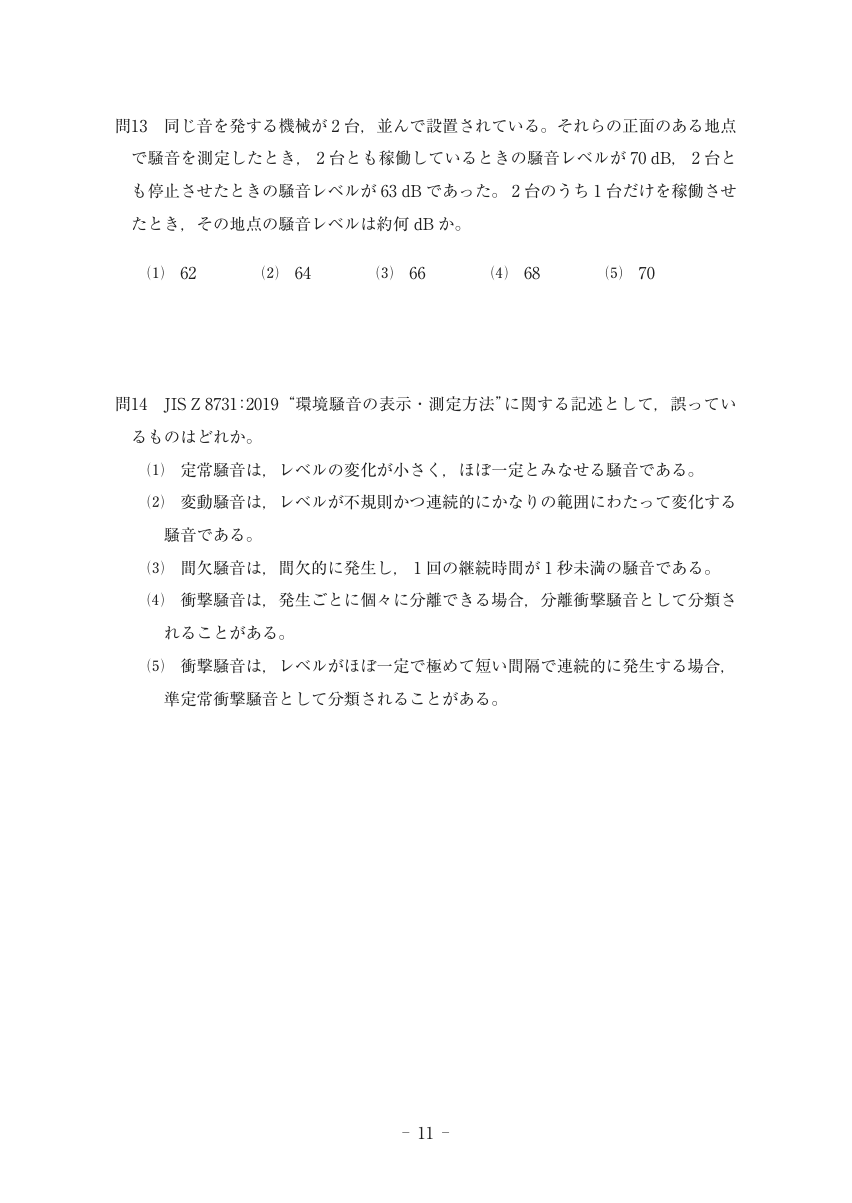 問13　同じ音を発する機械が2台，並んで設置されている。それらの正面のある地点
で騒音を測定したとき，2台とも稼働しているときの騒音レベルが 70 dB，2台と
も停止させたときの騒音レベルが 63 dB であった。2台のうち1台だけを稼働させ
たとき，その地点の騒音レベルは約何 dB か。
(1)　62　(2)　64　(3)　66　(4)　68　(5)　70
問14　JIS Z 8731：2019 “環境騒音の表示・測定方法”に関する記述として，誤ってい
るものはどれか。
(1)　定常騒音は，レベルの変化が小さく，ほぼ一定とみなせる騒音である。
(2)　変動騒音は，レベルが不規則かつ連続的にかなりの範囲にわたって変化する
騒音である。
(3)　間欠騒音は，間欠的に発生し，1回の継続時間が1秒未満の騒音である。
(4)　衝撃騒音は，発生ごとに個々に分離できる場合，分離衝撃騒音として分類さ
れることがある。
(5)　衝撃騒音は，レベルがほぼ一定で極めて短い間隔で連続的に発生する場合，
準定常衝撃騒音として分類されることがある。
－ 11 －